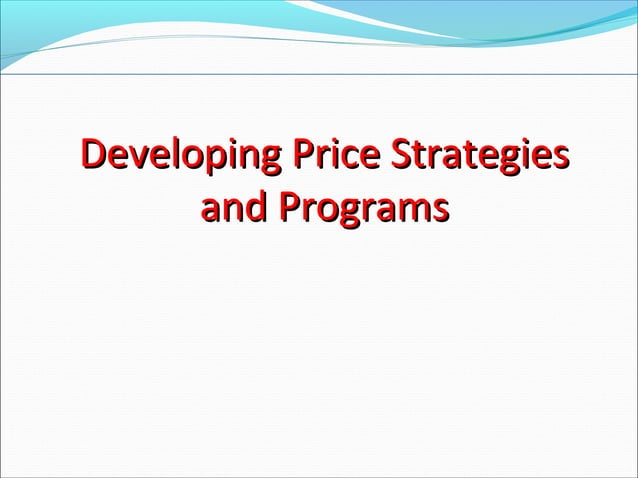 Developing Price Strategies
and Programs